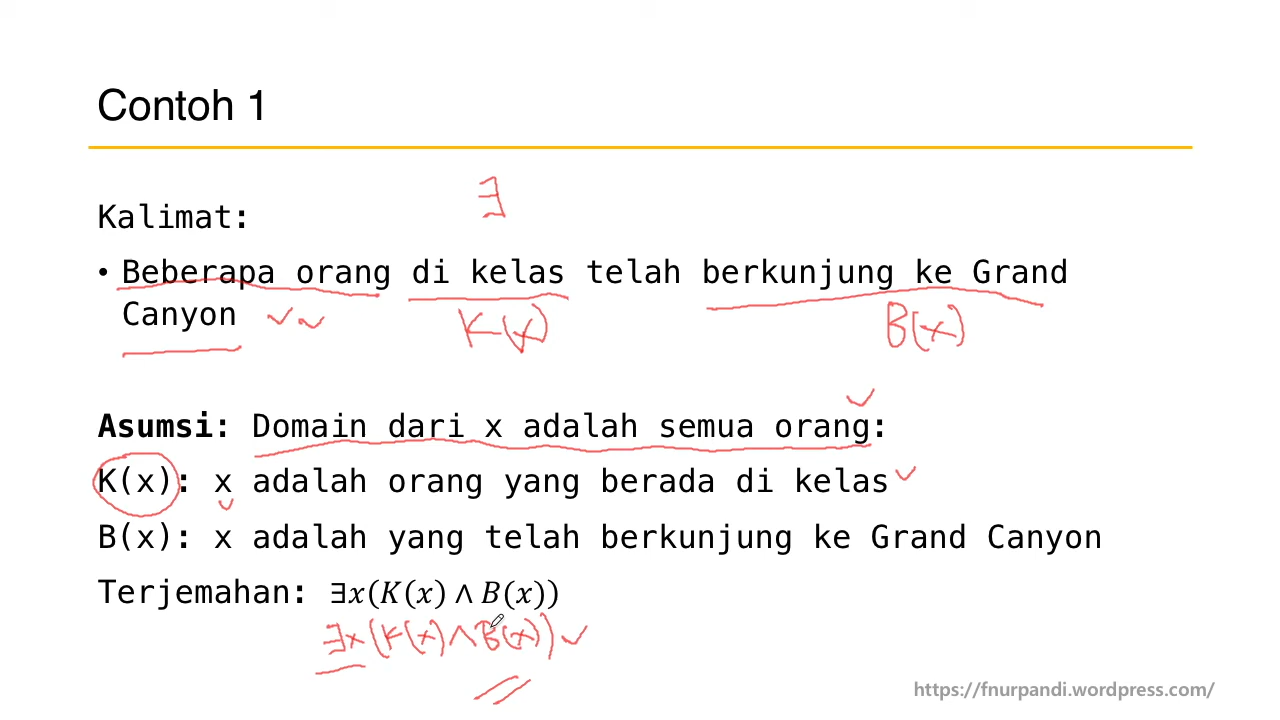 Contoh 1
∃
Kalimat:
• Beberapa orang di kelas telah berkunjung ke Grand
Canyon
K(x) B(x)
Asumsi: Domain dari x adalah semua orang:
K(x): x adalah orang yang berada di kelas
B(x): x adalah yang telah berkunjung ke Grand Canyon
Terjemahan: ∃x(K(x) ∧ B(x))
∃x(K(x)∧B(x))
https://fnurpandi.wordpress.com/